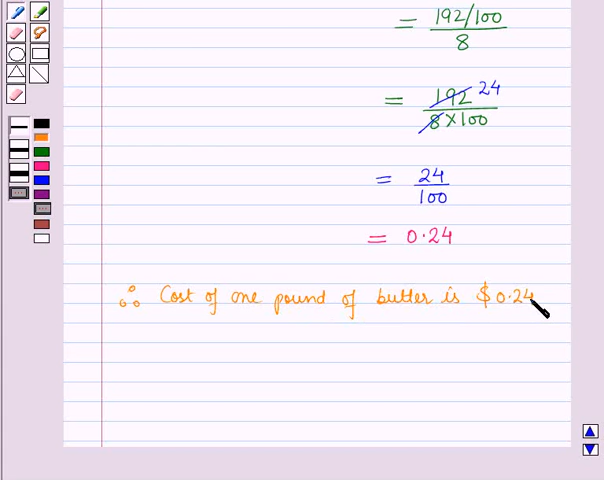 = 192/100 / 8
= 192 24 / 8 × 100
= 24 / 100
= 0.24
∴ Cost of one pound of butter is $ 0.24